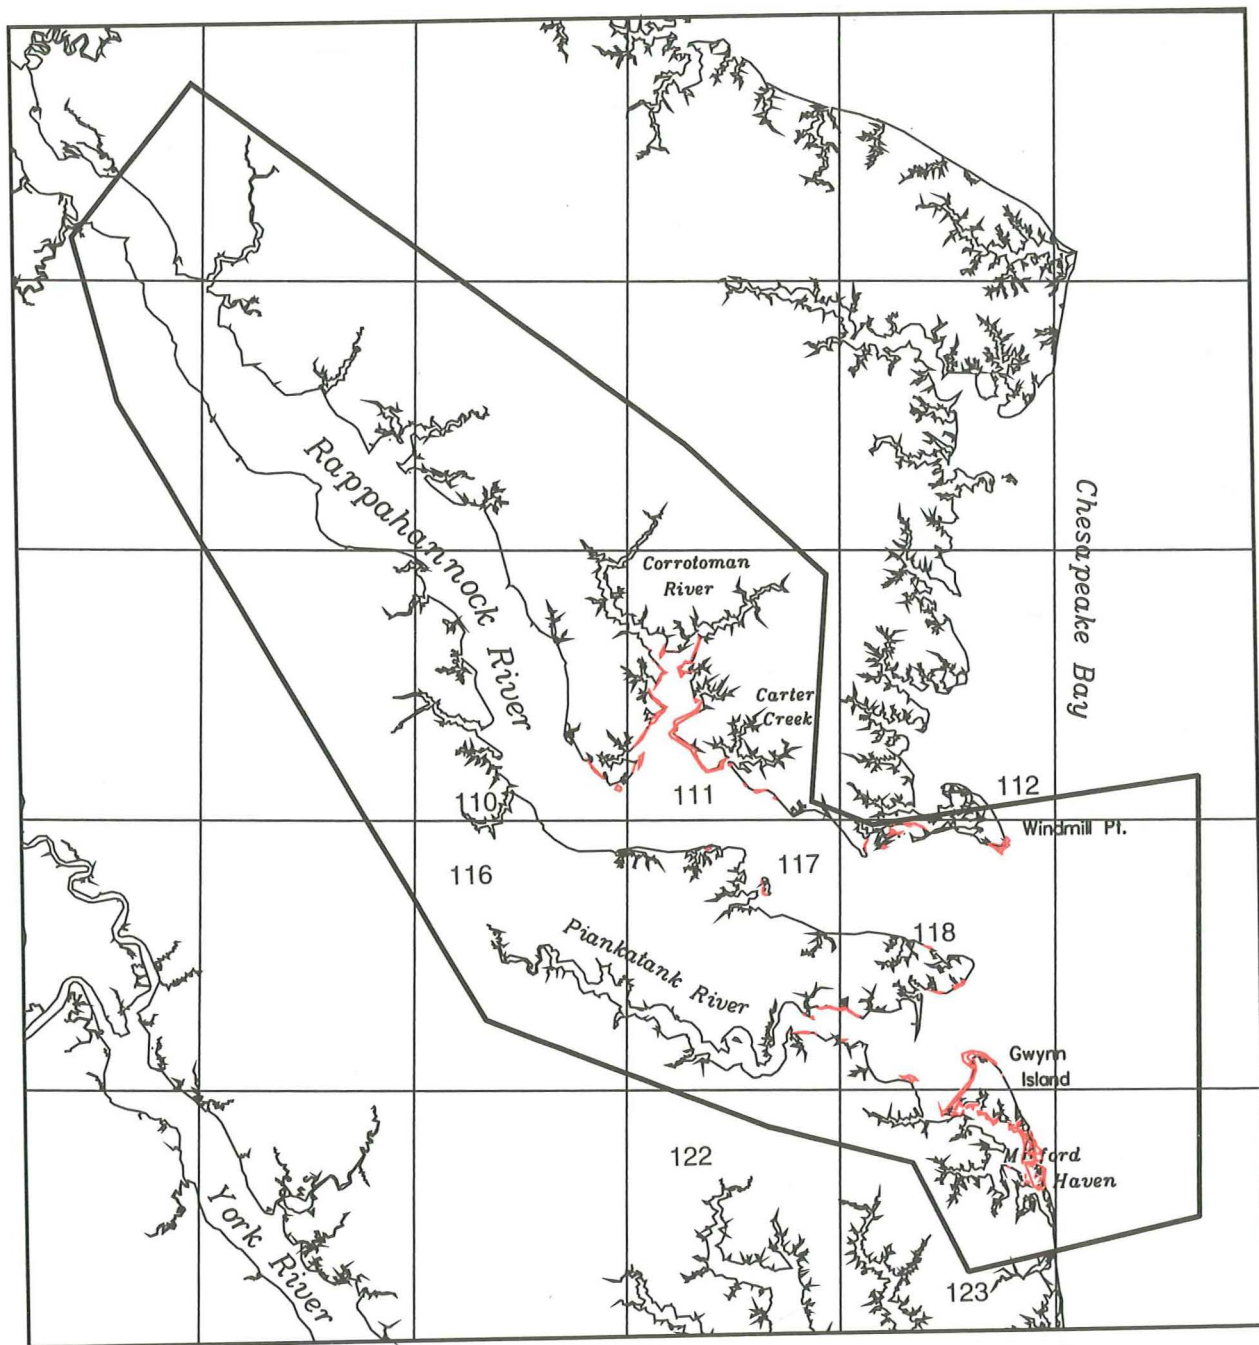 Rappahannock River
Chesapeake Bay
Corrotoman
River
Carter
Creek
110
111
112
Windmill Pt.
116
117
118
Piankatank River
Gwynn
Island
Milford
Haven
122
York River
123